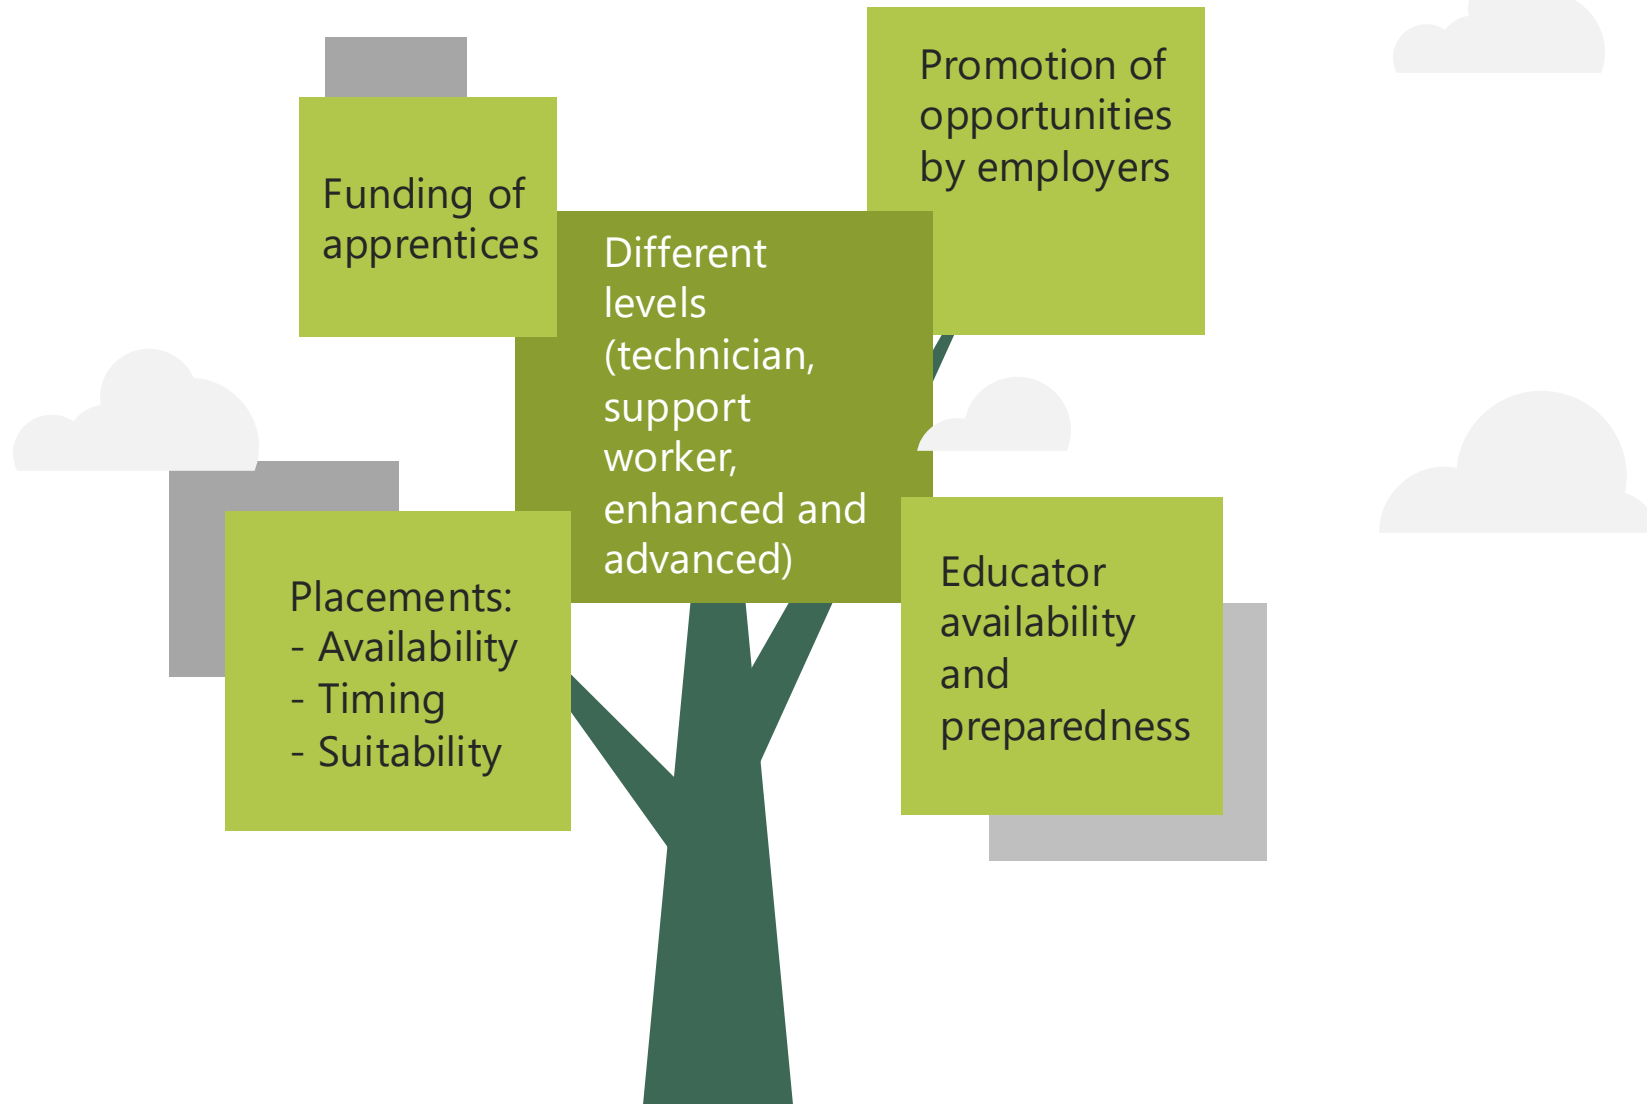 Funding of
apprentices
Promotion of
opportunities
by employers
Different
levels
(technician,
support
worker,
enhanced and
advanced)
Placements:
- Availability
- Timing
- Suitability
Educator
availability
and
preparedness